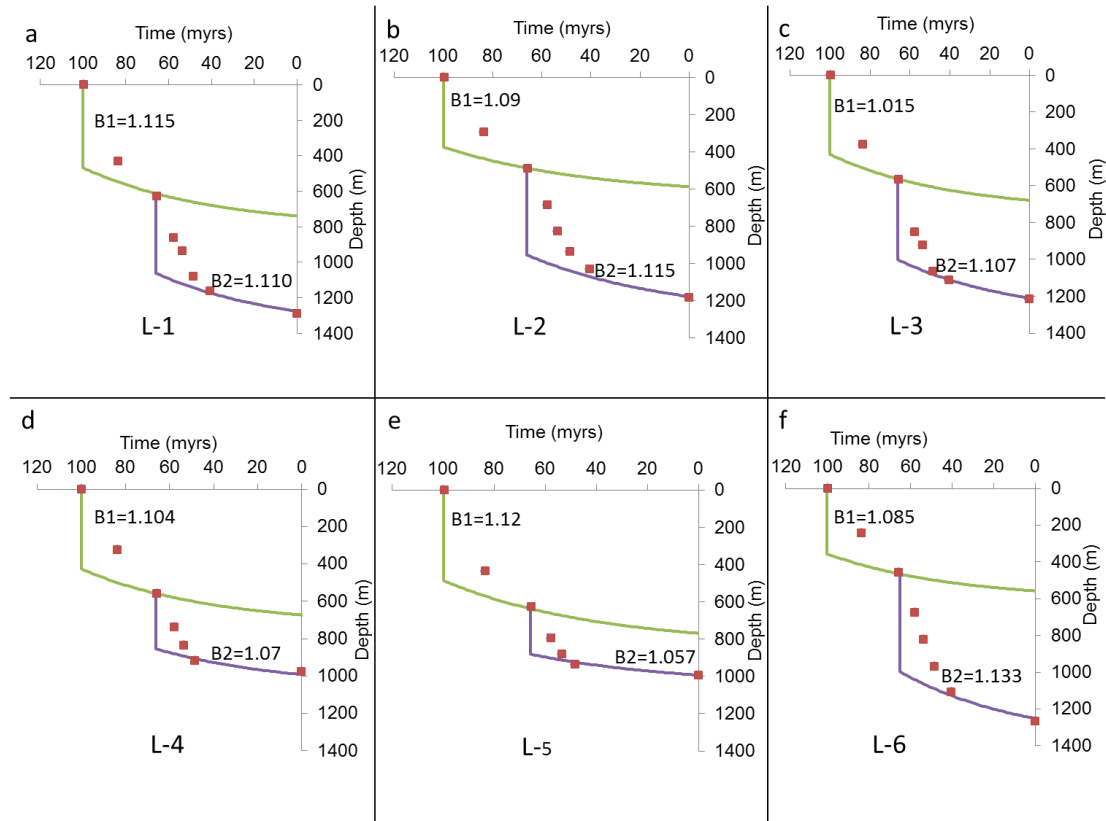 a
Time (myrs)
120 100 80 60 40 20 0
0
200
400
600
800
1000
1200
1400
Depth (m)
B1=1.115
B2=1.110
L-1
b
Time (myrs)
120 100 80 60 40 20 0
0
200
400
600
800
1000
1200
1400
Depth (m)
B1=1.09
B2=1.115
L-2
c
Time (myrs)
120 100 80 60 40 20 0
0
200
400
600
800
1000
1200
1400
Depth (m)
B1=1.015
B2=1.107
L-3
d
Time (myrs)
120 100 80 60 40 20 0
0
200
400
600
800
1000
1200
1400
Depth (m)
B1=1.104
B2=1.07
L-4
e
Time (myrs)
120 100 80 60 40 20 0
0
200
400
600
800
1000
1200
1400
Depth (m)
B1=1.12
B2=1.057
L-5
f
Time (myrs)
120 100 80 60 40 20 0
0
200
400
600
800
1000
1200
1400
Depth (m)
B1=1.085
B2=1.133
L-6